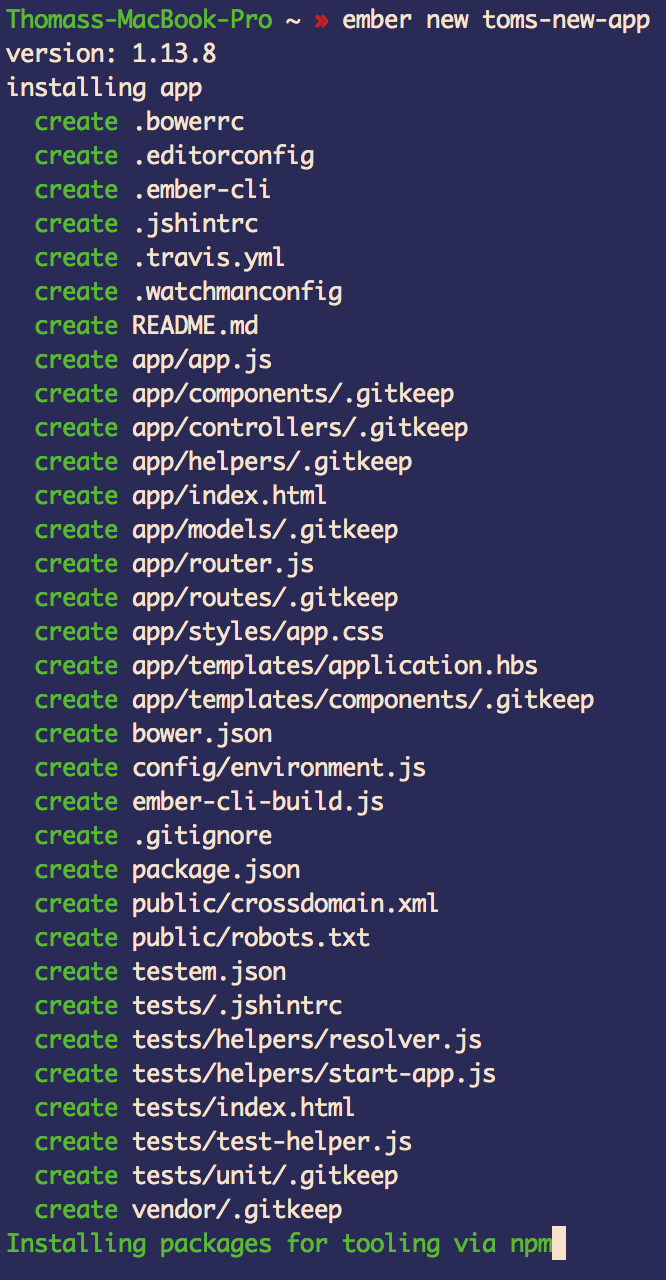 Thomass-MacBook-Pro ~ » ember new toms-new-app
version: 1.13.8
installing app
create .bowerrc
create .editorconfig
create .ember-cli
create .jshintrc
create .travis.yml
create .watchmanconfig
create README.md
create app/app.js
create app/components/.gitkeep
create app/controllers/.gitkeep
create app/helpers/.gitkeep
create app/index.html
create app/models/.gitkeep
create app/router.js
create app/routes/.gitkeep
create app/styles/app.css
create app/templates/application.hbs
create app/templates/components/.gitkeep
create bower.json
create config/environment.js
create ember-cli-build.js
create .gitignore
create package.json
create public/crossdomain.xml
create public/robots.txt
create testem.json
create tests/.jshintrc
create tests/helpers/resolver.js
create tests/helpers/start-app.js
create tests/index.html
create tests/test-helper.js
create tests/unit/.gitkeep
create vendor/.gitkeep
Installing packages for tooling via npm